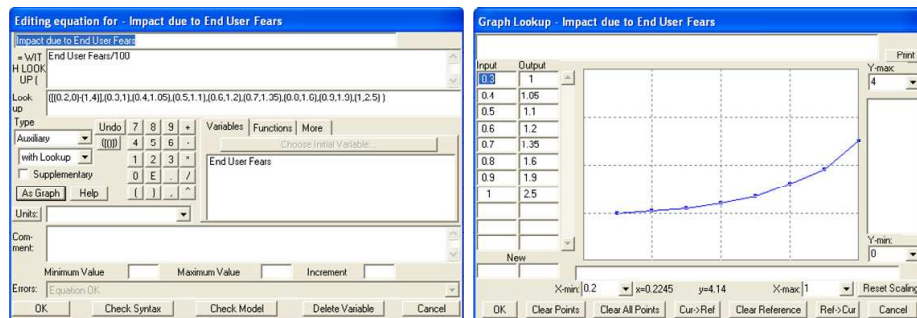 Editing equation for - Impact due to End User Fears
Impact due to End User Fears
= WIT
H LOOK
UP (
End User Fears/100
Look
up
([(0.2,0)-(1,4)],(0.3,1),(0.4,1.05),(0.5,1.1),(0.6,1.2),(0.7,1.35),(0.8,1.6),(0.9,1.9),(1,2.5) )
Type
Auxiliary
with Lookup
Supplementary
As Graph Help
Undo 7 8 9 +
{[()]} 4 5 6 -
1 2 3 *
0 E . /
( ) , ^
Variables Functions More
Choose Initial Variable...
End User Fears
Units:
Com-
ment:
Minimum Value Maximum Value Increment
Errors: Equation OK
OK Check Syntax Check Model Delete Variable Cancel
Graph Lookup - Impact due to End User Fears
Print
Input Output
0.3 1
0.4 1.05
0.5 1.1
0.6 1.2
0.7 1.35
0.8 1.6
0.9 1.9
1 2.5
New
Y-max:
4
Y-min:
0
X-min: 0.2 x=0.2245 y=4.14 X-max: 1 Reset Scaling
OK Clear Points Clear All Points Cur->Ref Clear Reference Ref->Cur Cancel